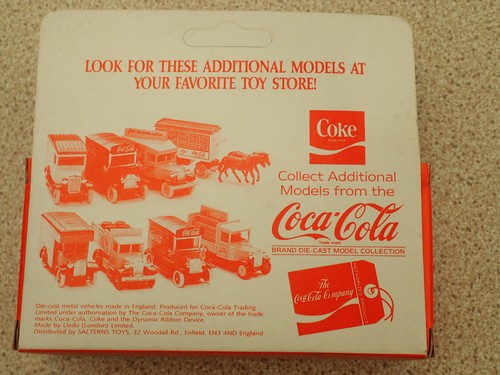 LOOK FOR THESE ADDITIONAL MODELS AT
YOUR FAVORITE TOY STORE!
Coke
Trade mark
Collect Additional
Models from the
Coca-Cola
Trade mark
BRAND DIE-CAST MODEL COLLECTION
The
Coca-Cola Company
Coca-Cola
Coca-Cola
Die-cast metal vehicles made in England. Produced for Coca-Cola Trading
Limited under authorisation by The Coca-Cola Company, owner of the trade
marks Coca-Cola, Coke and the Dynamic Ribbon Device.
Made by Lledo (London) Limited.
Distributed by SALTERNS TOYS, 32 Woodall Rd., Enfield, EN3 4ND England